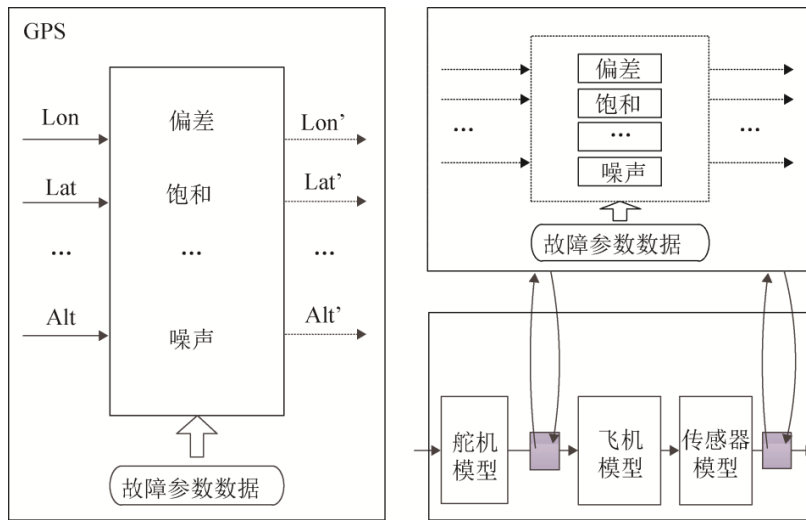 GPS
Lon
偏差
Lon’
Lat
饱和
Lat’
...
...
...
Alt
噪声
Alt’
故障参数数据
偏差
饱和
...
...
...
噪声
故障参数数据
舵机
模型
飞机
模型
传感器
模型